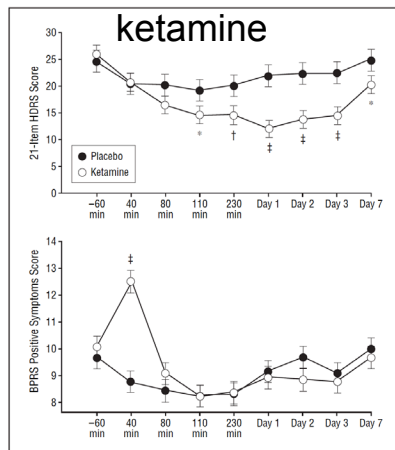 ketamine
21-Item HDRS Score
30
25
20
15
10
5
0
Placebo
Ketamine
*
†
‡
‡
‡
*
–60 min
40 min
80 min
110 min
230 min
Day 1
Day 2
Day 3
Day 7
BPRS Positive Symptoms Score
14
13
12
11
10
9
8
‡
–60 min
40 min
80 min
110 min
230 min
Day 1
Day 2
Day 3
Day 7